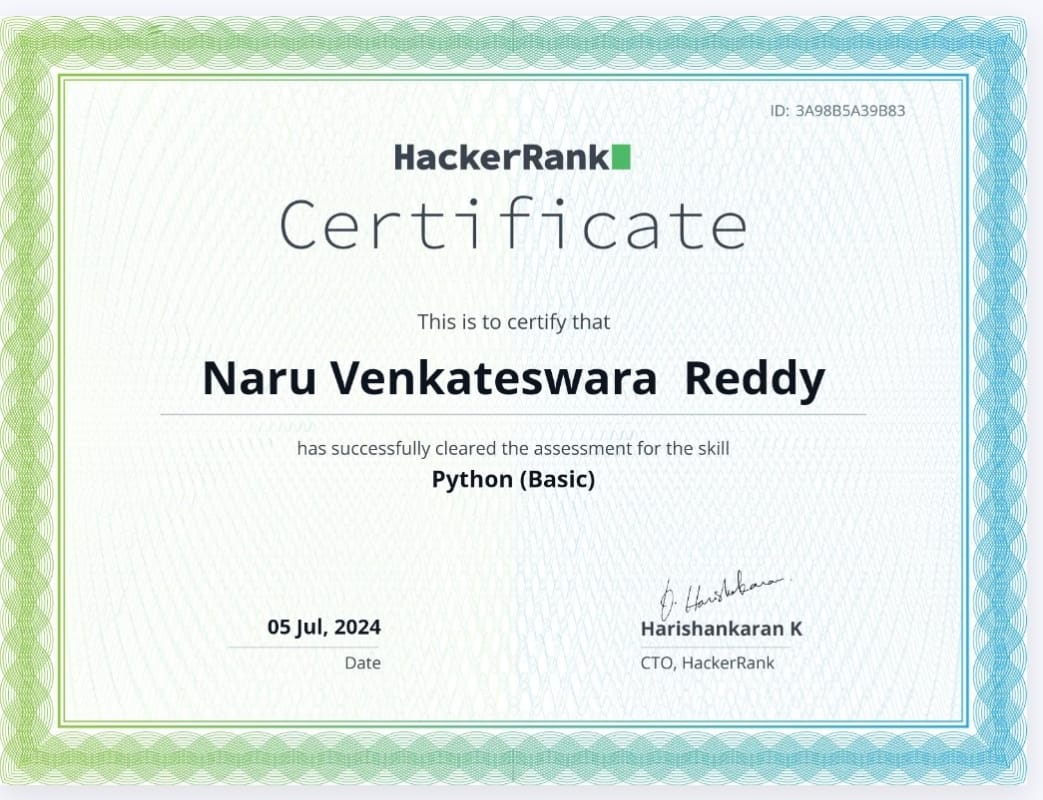 ID: 3A98B5A39B83
HackerRank
Certificate
This is to certify that
Naru Venkateswara Reddy
has successfully cleared the assessment for the skill
Python (Basic)
05 Jul, 2024
Date
Harishankaran K
CTO, HackerRank